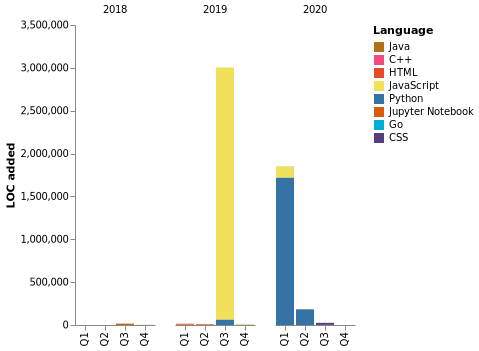 2018 2019 2020
3,500,000
3,000,000
2,500,000
2,000,000
1,500,000
1,000,000
500,000
0
LOC added
Q1 Q2 Q3 Q4 Q1 Q2 Q3 Q4 Q1 Q2 Q3 Q4
Language
Java
C++
HTML
JavaScript
Python
Jupyter Notebook
Go
CSS